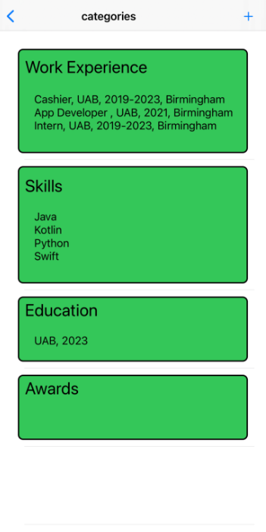 categories
Work Experience
Cashier, UAB, 2019-2023, Birmingham
App Developer , UAB, 2021, Birmingham
Intern, UAB, 2019-2023, Birmingham
Skills
Java
Kotlin
Python
Swift
Education
UAB, 2023
Awards